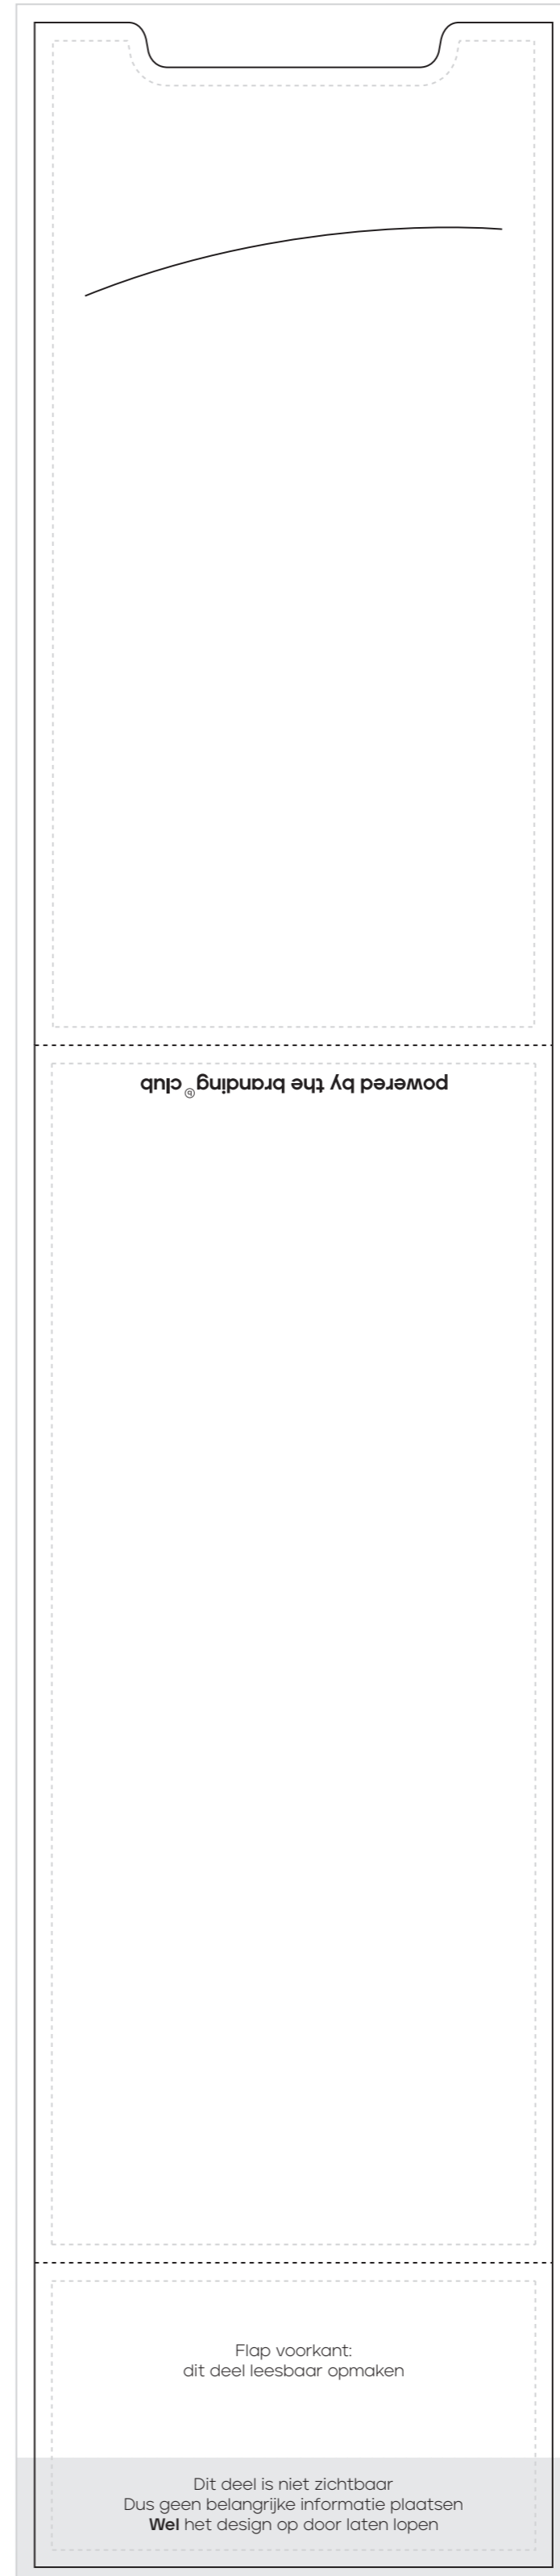 powered by the branding® club
Flap voorkant:
dit deel leesbaar opmaken
Dit deel is niet zichtbaar
Dus geen belangrijke informatie plaatsen
Wel het design op door laten lopen